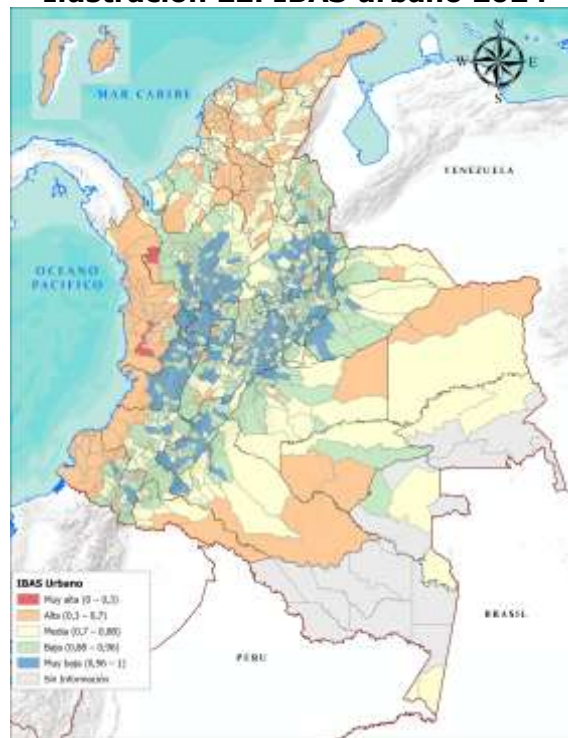 Ilustración 22. IBAS urbano 2024
N
W E
S
MAR CARIBE
VENEZUELA
OCEANO
PACIFICO
IBAS Urbano
Muy alta (0 – 0,3)
Alta (0,3 – 0,7)
Media (0,7 – 0,88)
Baja (0,88 – 0,96)
Muy baja (0,96 – 1)
Sin Información
BRASIL
PERU